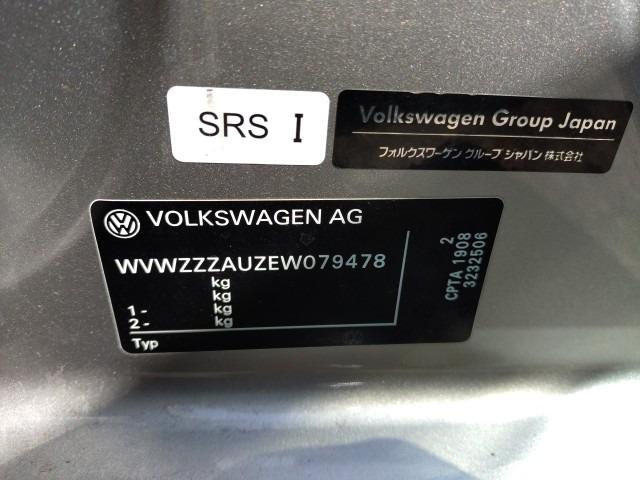 SRS I
Volkswagen Group Japan
フォルクスワーゲン グループ ジャパン 株式会社
VOLKSWAGEN AG
WVWZZZAUZEW079478
kg
kg
1 - kg
2 - kg
Typ
2
CPTA 1908
3232506